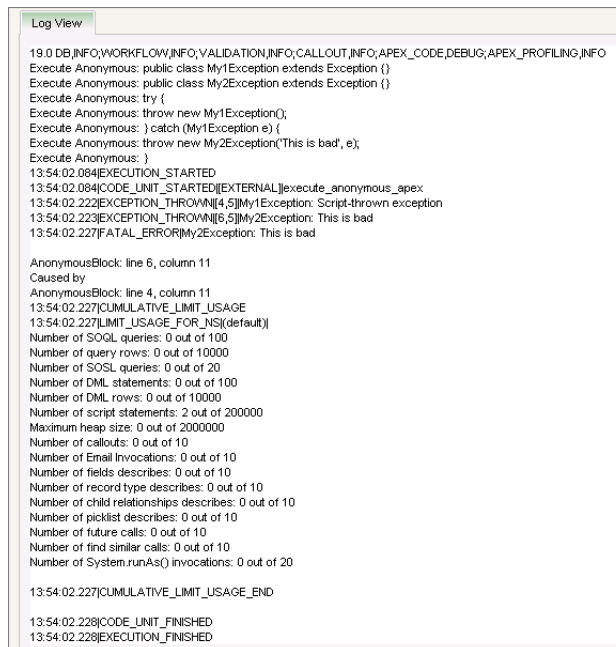 Log View
19.0 DB,INFO;WORKFLOW,INFO;VALIDATION,INFO;CALLOUT,INFO;APEX_CODE,DEBUG;APEX_PROFILING,INFO
Execute Anonymous: public class My1Exception extends Exception {}
Execute Anonymous: public class My2Exception extends Exception {}
Execute Anonymous: try {
Execute Anonymous: throw new My1Exception();
Execute Anonymous: } catch (My1Exception e) {
Execute Anonymous: throw new My2Exception('This is bad', e);
Execute Anonymous: }
13:54:02.084|EXECUTION_STARTED
13:54:02.084|CODE_UNIT_STARTED|[EXTERNAL]|execute_anonymous_apex
13:54:02.222|EXCEPTION_THROWN|[4,5]|My1Exception: Script-thrown exception
13:54:02.223|EXCEPTION_THROWN|[6,5]|My2Exception: This is bad
13:54:02.227|FATAL_ERROR|My2Exception: This is bad
AnonymousBlock: line 6, column 11
Caused by
AnonymousBlock: line 4, column 11
13:54:02.227|CUMULATIVE_LIMIT_USAGE
13:54:02.227|LIMIT_USAGE_FOR_NS|(default)|
Number of SOQL queries: 0 out of 100
Number of query rows: 0 out of 10000
Number of SOSL queries: 0 out of 20
Number of DML statements: 0 out of 100
Number of DML rows: 0 out of 10000
Number of script statements: 2 out of 200000
Maximum heap size: 0 out of 2000000
Number of callouts: 0 out of 10
Number of Email Invocations: 0 out of 10
Number of fields describes: 0 out of 10
Number of record type describes: 0 out of 10
Number of child relationships describes: 0 out of 10
Number of picklist describes: 0 out of 10
Number of future calls: 0 out of 10
Number of find similar calls: 0 out of 10
Number of System.runAs() invocations: 0 out of 20
13:54:02.227|CUMULATIVE_LIMIT_USAGE_END
13:54:02.228|CODE_UNIT_FINISHED
13:54:02.228|EXECUTION_FINISHED